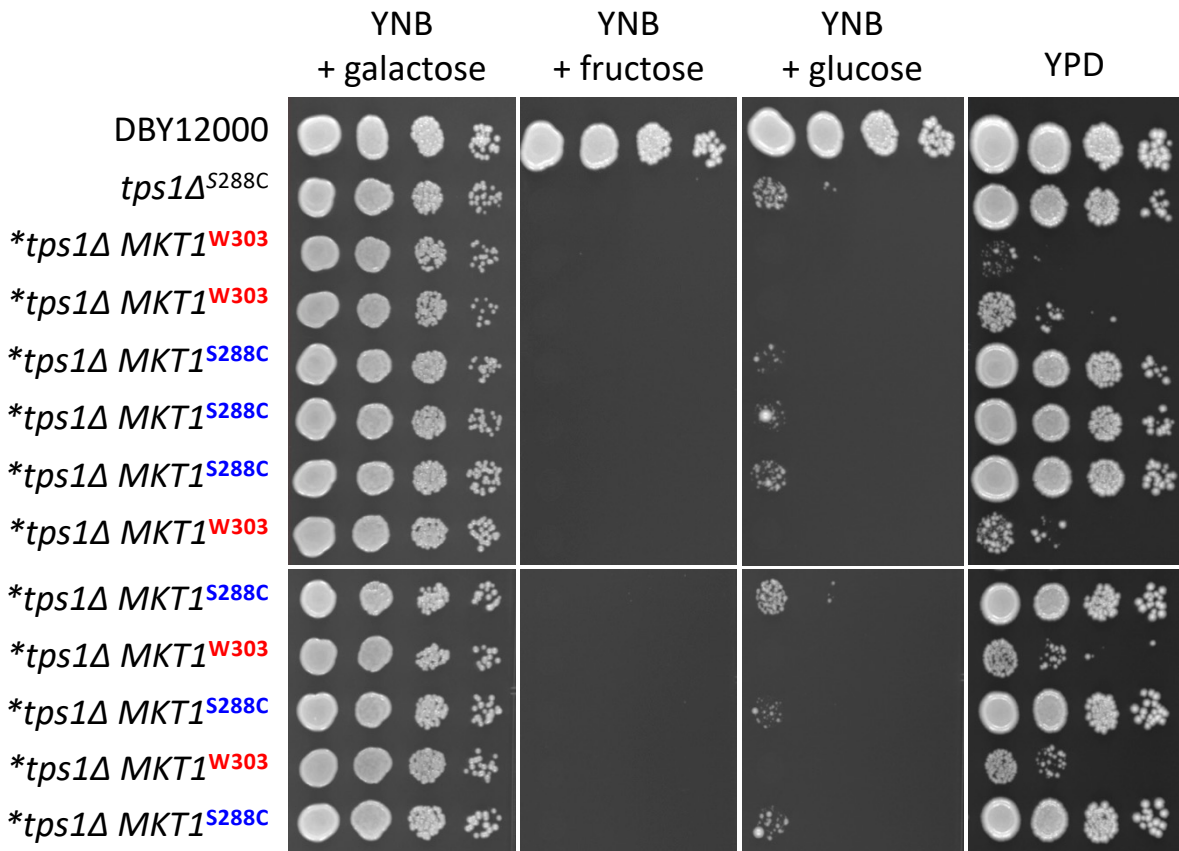 YNB
+ galactose
YNB
+ fructose
YNB
+ glucose
YPD
DBY12000
tps1Δ^S288C
*tps1Δ MKT1^W303
*tps1Δ MKT1^W303
*tps1Δ MKT1^S288C
*tps1Δ MKT1^S288C
*tps1Δ MKT1^S288C
*tps1Δ MKT1^W303
*tps1Δ MKT1^S288C
*tps1Δ MKT1^W303
*tps1Δ MKT1^S288C
*tps1Δ MKT1^W303
*tps1Δ MKT1^S288C